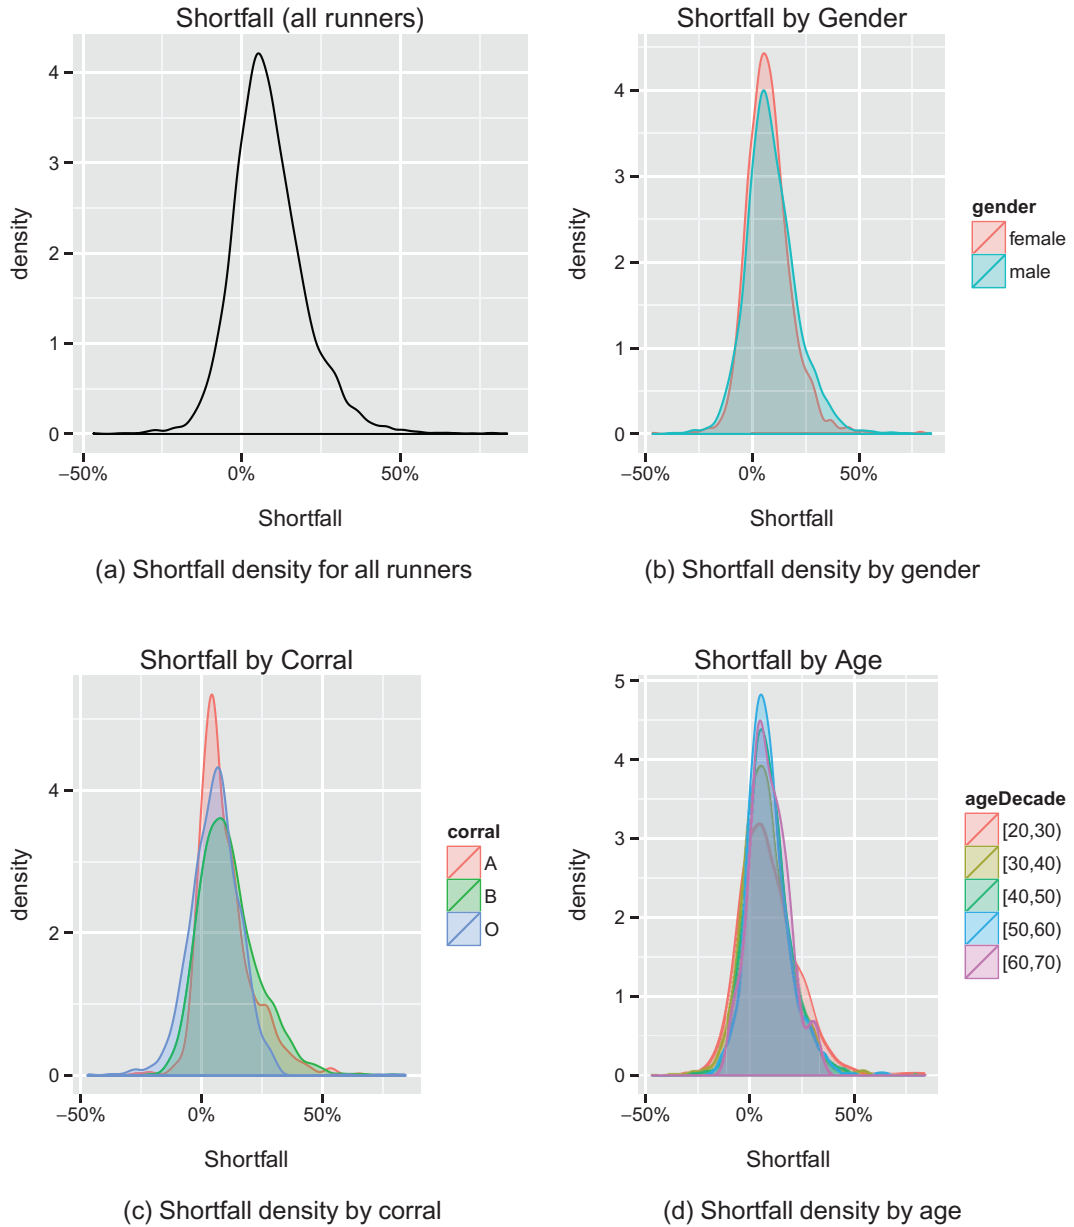 Shortfall (all runners)
4
3
2
1
0
density
−50%
0%
50%
Shortfall
(a) Shortfall density for all runners
Shortfall by Gender
4
3
2
1
0
density
−50%
0%
50%
Shortfall
gender
female
male
(b) Shortfall density by gender
Shortfall by Corral
4
2
0
density
−50%
0%
50%
Shortfall
corral
A
B
O
(c) Shortfall density by corral
Shortfall by Age
5
4
3
2
1
0
density
−50%
0%
50%
Shortfall
ageDecade
[20,30)
[30,40)
[40,50)
[50,60)
[60,70)
(d) Shortfall density by age